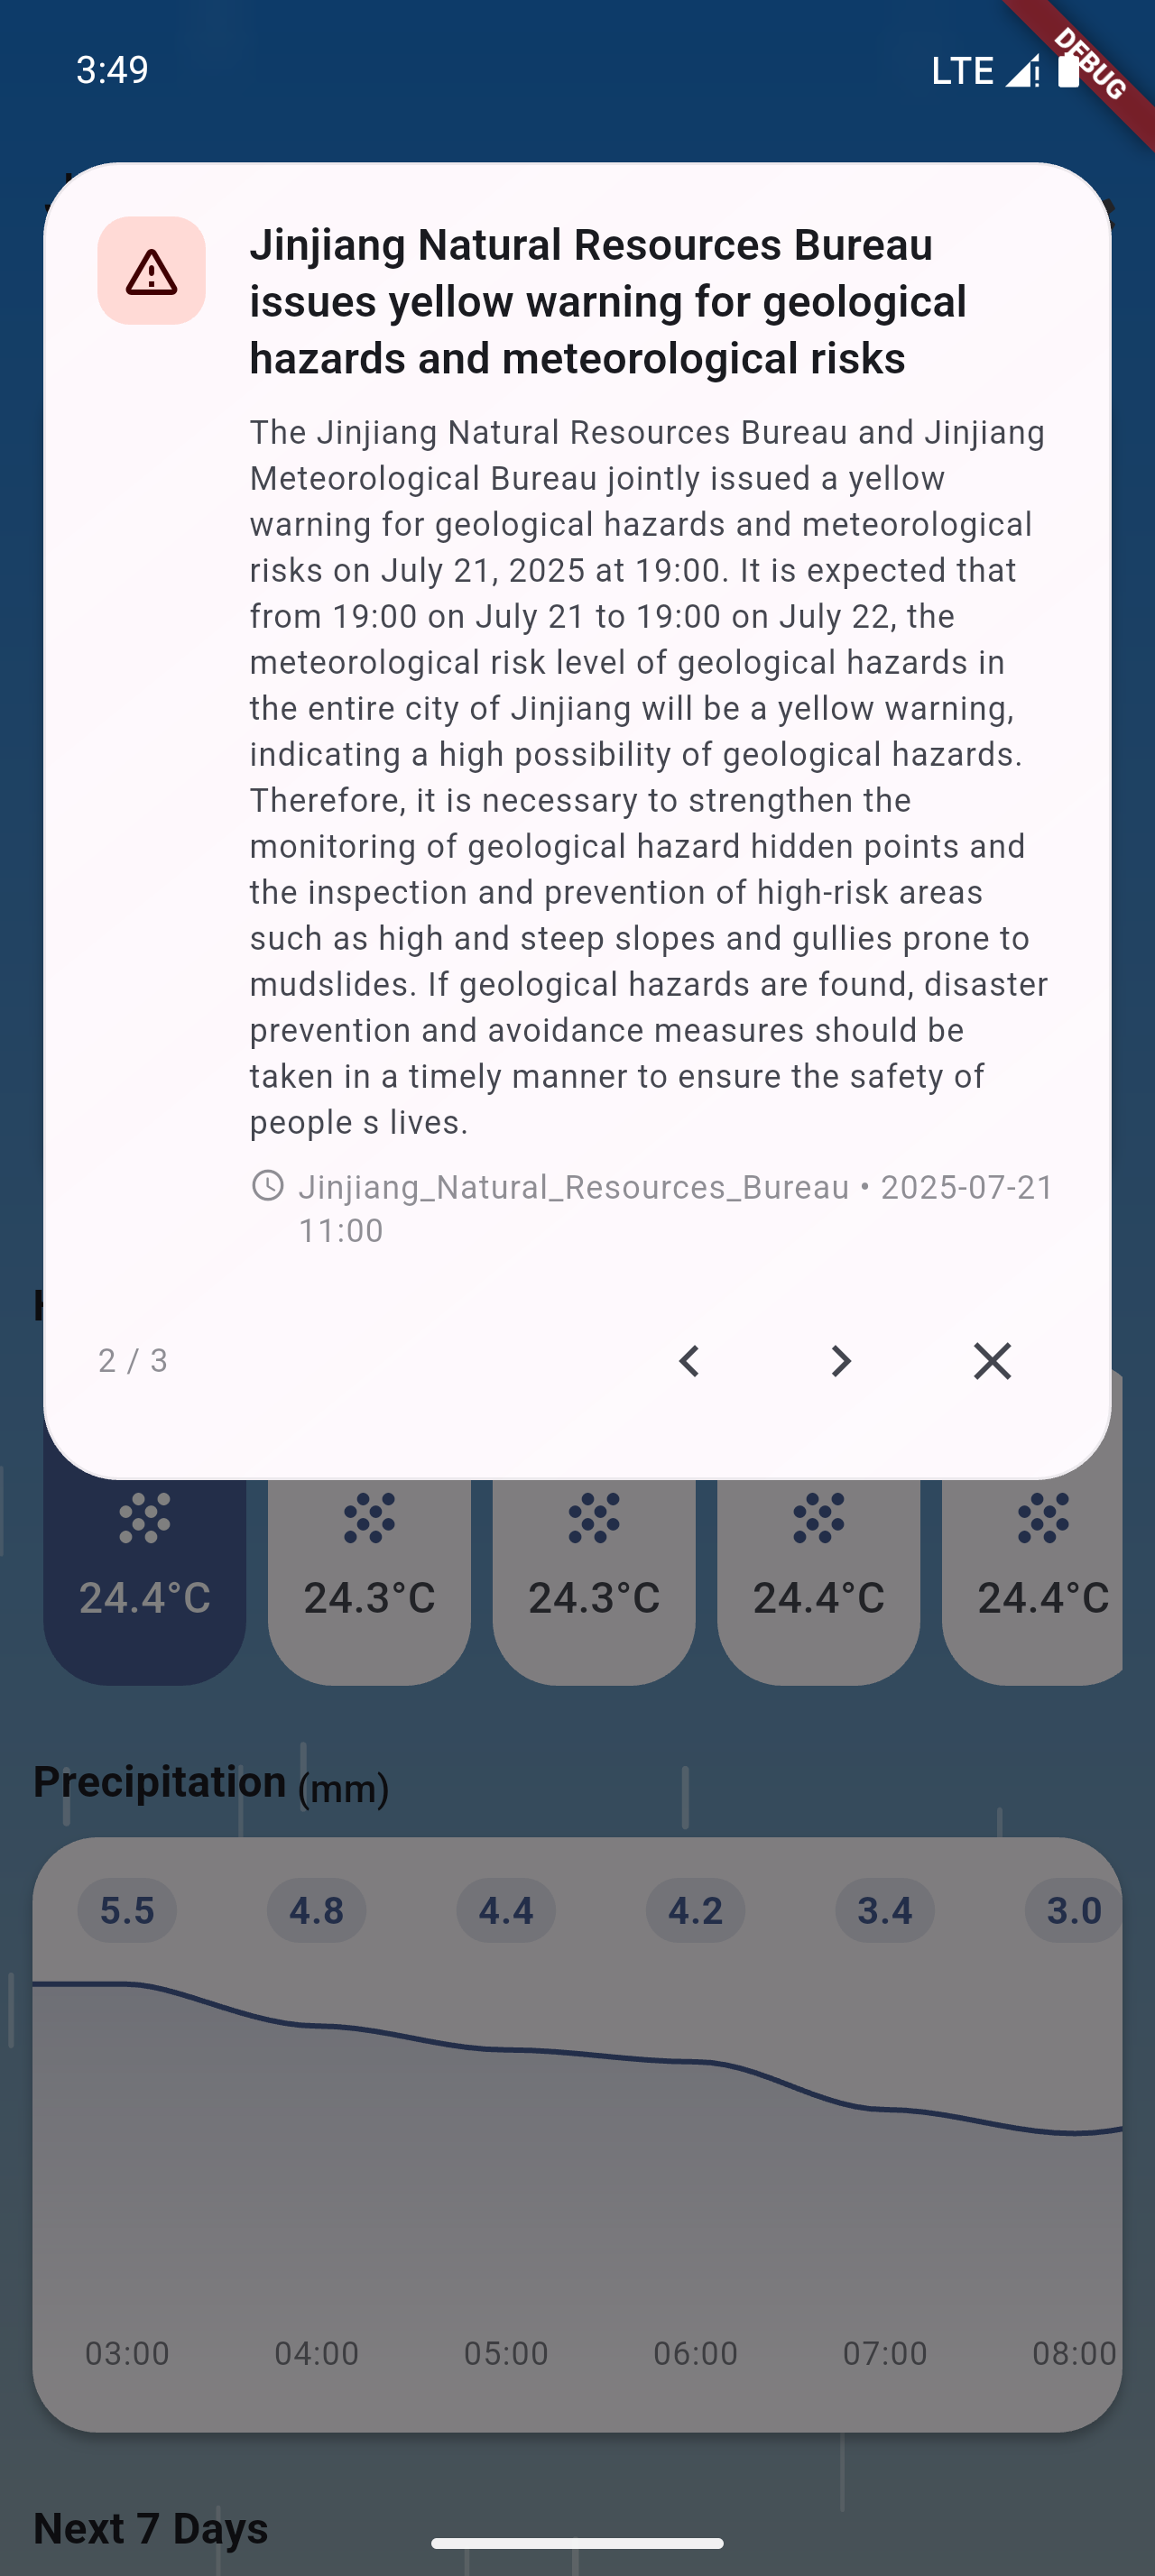 3:49
LTE
DEBUG
Jinjiang Natural Resources Bureau
issues yellow warning for geological
hazards and meteorological risks
The Jinjiang Natural Resources Bureau and Jinjiang
Meteorological Bureau jointly issued a yellow
warning for geological hazards and meteorological
risks on July 21, 2025 at 19:00. It is expected that
from 19:00 on July 21 to 19:00 on July 22, the
meteorological risk level of geological hazards in
the entire city of Jinjiang will be a yellow warning,
indicating a high possibility of geological hazards.
Therefore, it is necessary to strengthen the
monitoring of geological hazard hidden points and
the inspection and prevention of high-risk areas
such as high and steep slopes and gullies prone to
mudslides. If geological hazards are found, disaster
prevention and avoidance measures should be
taken in a timely manner to ensure the safety of
people s lives.
Jinjiang_Natural_Resources_Bureau • 2025-07-21
11:00
2 / 3
24.4°C 24.3°C 24.3°C 24.4°C 24.4°C
Precipitation (mm)
5.5 4.8 4.4 4.2 3.4 3.0
03:00 04:00 05:00 06:00 07:00 08:00
Next 7 Days